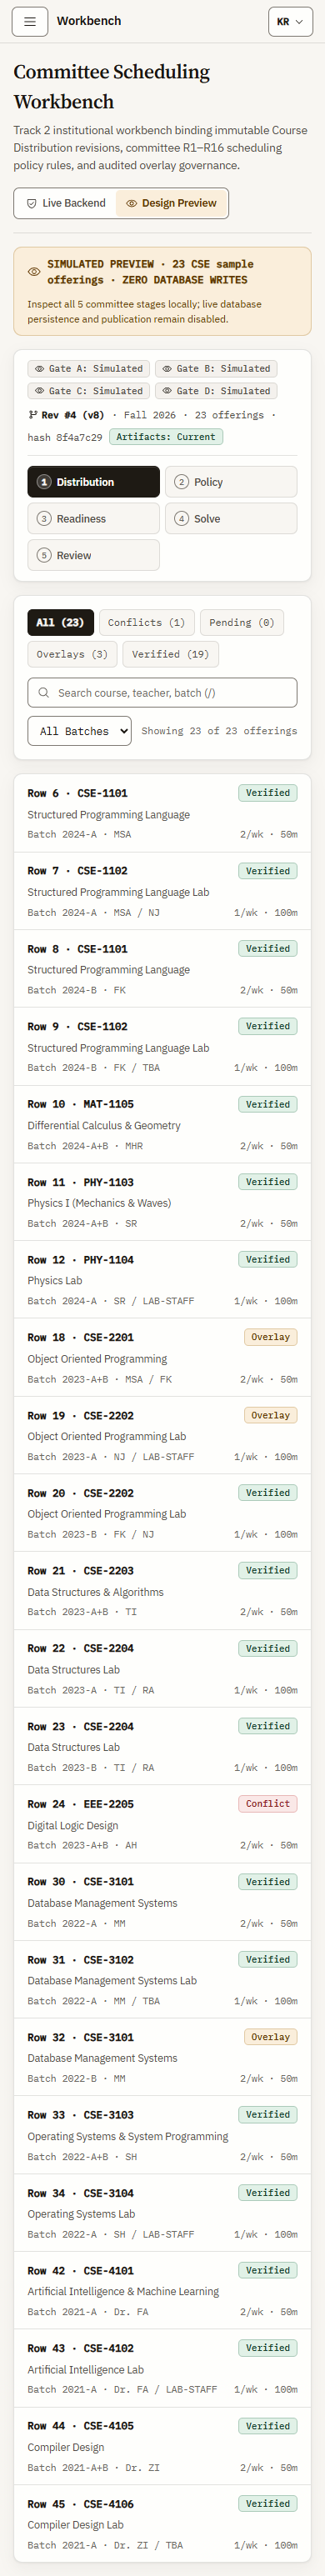 Workbench
KR
Committee Scheduling
Workbench
Track 2 institutional workbench binding immutable Course
Distribution revisions, committee R1–R16 scheduling
policy rules, and audited overlay governance.
Live Backend
Design Preview
SIMULATED PREVIEW · 23 CSE sample
offerings · ZERO DATABASE WRITES
Inspect all 5 committee stages locally; live database
persistence and publication remain disabled.
Gate A: Simulated
Gate B: Simulated
Gate C: Simulated
Gate D: Simulated
Rev #4 (v8) · Fall 2026 · 23 offerings ·
hash 8f4a7c29 Artifacts: Current
1 Distribution
2 Policy
3 Readiness
4 Solve
5 Review
All (23)
Conflicts (1)
Pending (0)
Overlays (3)
Verified (19)
Search course, teacher, batch (/)
All Batches
Showing 23 of 23 offerings
Row 6 · CSE-1101 Verified
Structured Programming Language
Batch 2024-A · MSA 2/wk · 50m
Row 7 · CSE-1102 Verified
Structured Programming Language Lab
Batch 2024-A · MSA / NJ 1/wk · 100m
Row 8 · CSE-1101 Verified
Structured Programming Language
Batch 2024-B · FK 2/wk · 50m
Row 9 · CSE-1102 Verified
Structured Programming Language Lab
Batch 2024-B · FK / TBA 1/wk · 100m
Row 10 · MAT-1105 Verified
Differential Calculus & Geometry
Batch 2024-A+B · MHR 2/wk · 50m
Row 11 · PHY-1103 Verified
Physics I (Mechanics & Waves)
Batch 2024-A+B · SR 2/wk · 50m
Row 12 · PHY-1104 Verified
Physics Lab
Batch 2024-A · SR / LAB-STAFF 1/wk · 100m
Row 18 · CSE-2201 Overlay
Object Oriented Programming
Batch 2023-A+B · MSA / FK 2/wk · 50m
Row 19 · CSE-2202 Overlay
Object Oriented Programming Lab
Batch 2023-A · NJ / LAB-STAFF 1/wk · 100m
Row 20 · CSE-2202 Verified
Object Oriented Programming Lab
Batch 2023-B · FK / NJ 1/wk · 100m
Row 21 · CSE-2203 Verified
Data Structures & Algorithms
Batch 2023-A+B · TI 2/wk · 50m
Row 22 · CSE-2204 Verified
Data Structures Lab
Batch 2023-A · TI / RA 1/wk · 100m
Row 23 · CSE-2204 Verified
Data Structures Lab
Batch 2023-B · TI / RA 1/wk · 100m
Row 24 · EEE-2205 Conflict
Digital Logic Design
Batch 2023-A+B · AH 2/wk · 50m
Row 30 · CSE-3101 Verified
Database Management Systems
Batch 2022-A · MM 2/wk · 50m
Row 31 · CSE-3102 Verified
Database Management Systems Lab
Batch 2022-A · MM / TBA 1/wk · 100m
Row 32 · CSE-3101 Overlay
Database Management Systems
Batch 2022-B · MM 2/wk · 50m
Row 33 · CSE-3103 Verified
Operating Systems & System Programming
Batch 2022-A+B · SH 2/wk · 50m
Row 34 · CSE-3104 Verified
Operating Systems Lab
Batch 2022-A · SH / LAB-STAFF 1/wk · 100m
Row 42 · CSE-4101 Verified
Artificial Intelligence & Machine Learning
Batch 2021-A · Dr. FA 2/wk · 50m
Row 43 · CSE-4102 Verified
Artificial Intelligence Lab
Batch 2021-A · Dr. FA / LAB-STAFF 1/wk · 100m
Row 44 · CSE-4105 Verified
Compiler Design
Batch 2021-A+B · Dr. ZI 2/wk · 50m
Row 45 · CSE-4106 Verified
Compiler Design Lab
Batch 2021-A · Dr. ZI / TBA 1/wk · 100m